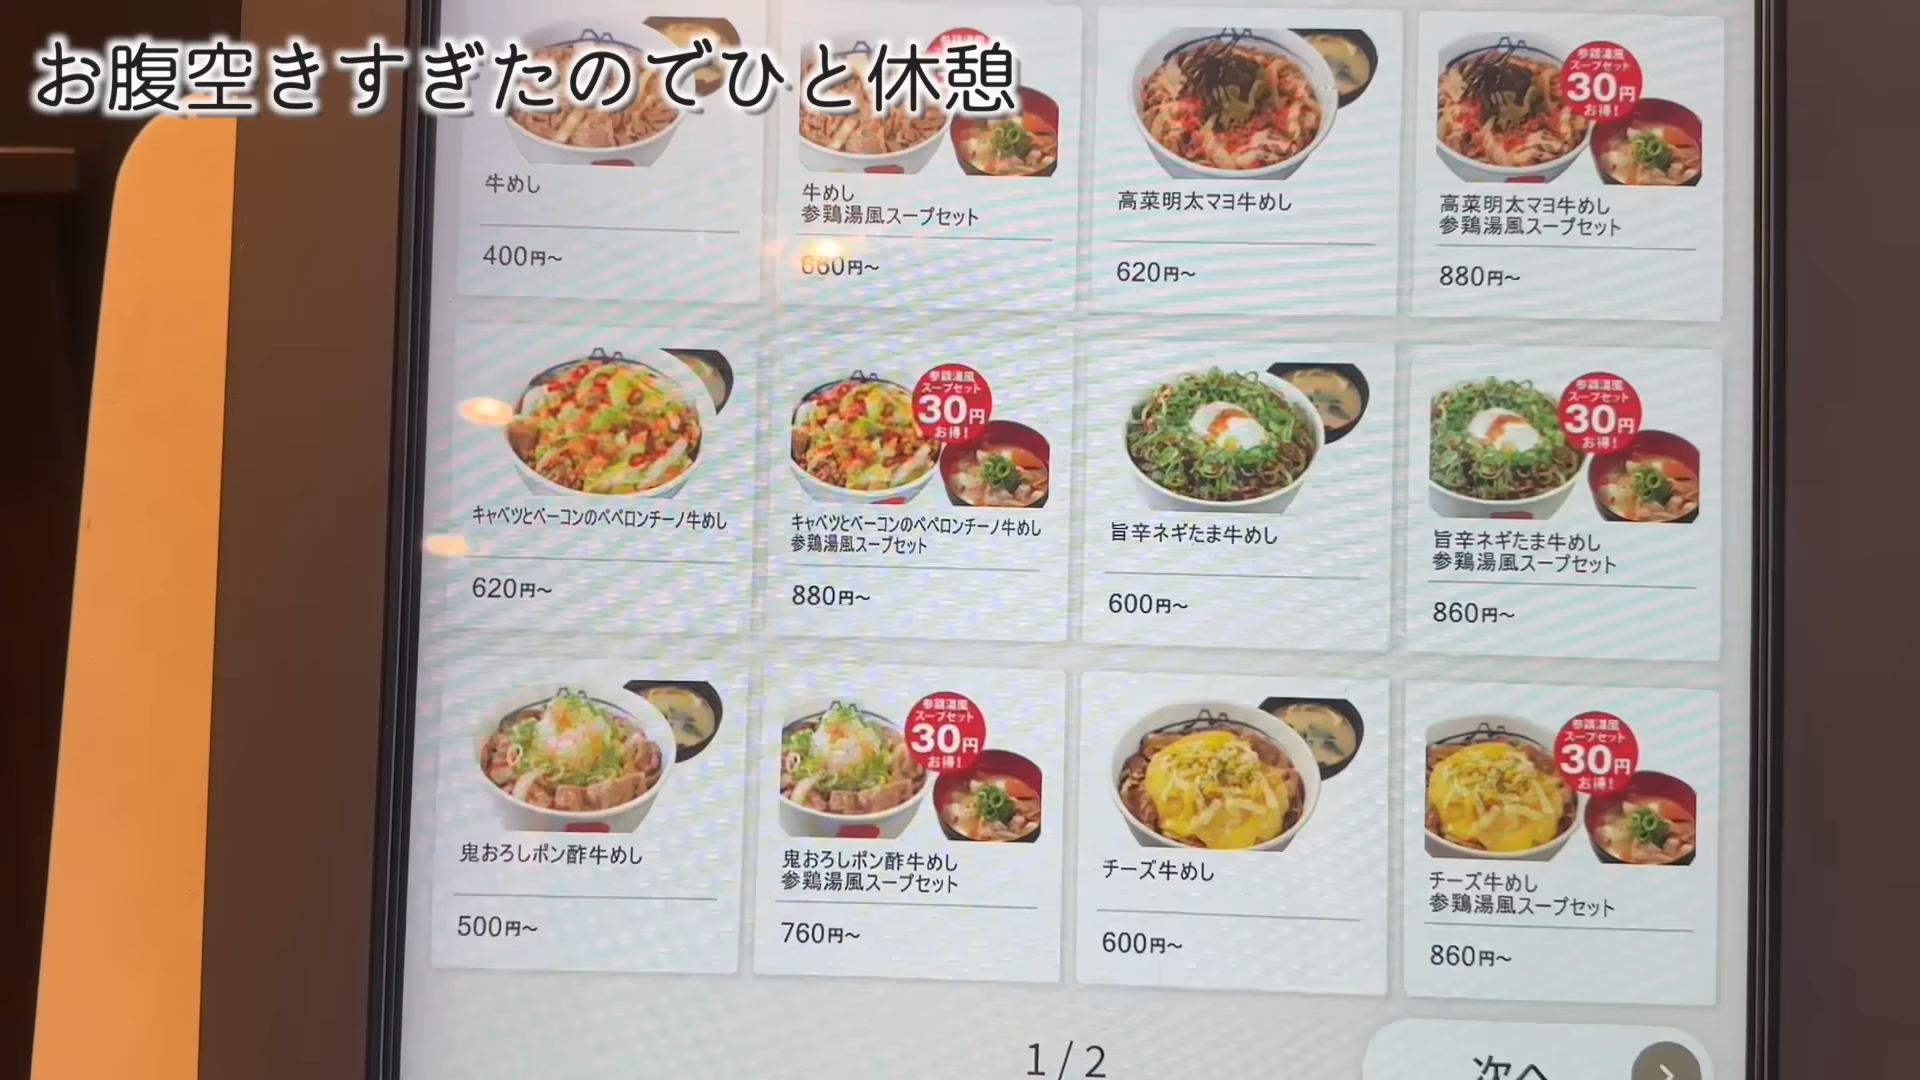 お腹空きすぎたのでひと休憩
牛めし
400円～
牛めし
参鶏湯風スープセット
660円～
高菜明太マヨ牛めし
620円～
参鶏湯風
スープセット
30円
お得!
高菜明太マヨ牛めし
参鶏湯風スープセット
880円～
キャベツとベーコンのペペロンチーノ牛めし
620円～
参鶏湯風
スープセット
30円
お得!
キャベツとベーコンのペペロンチーノ牛めし
参鶏湯風スープセット
880円～
旨辛ネギたま牛めし
600円～
参鶏湯風
スープセット
30円
お得!
旨辛ネギたま牛めし
参鶏湯風スープセット
860円～
鬼おろしポン酢牛めし
500円～
参鶏湯風
スープセット
30円
お得!
鬼おろしポン酢牛めし
参鶏湯風スープセット
760円～
チーズ牛めし
600円～
参鶏湯風
スープセット
30円
お得!
チーズ牛めし
参鶏湯風スープセット
860円～
1/2
次へ